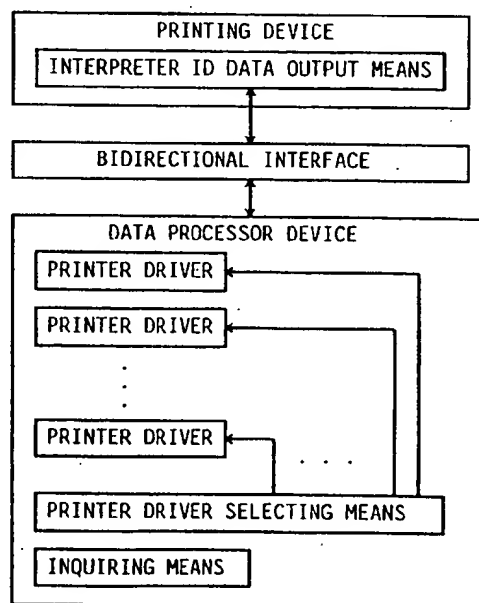 PRINTING DEVICE
INTERPRETER ID DATA OUTPUT MEANS
BIDIRECTIONAL INTERFACE
DATA PROCESSOR DEVICE
PRINTER DRIVER
PRINTER DRIVER
PRINTER DRIVER
PRINTER DRIVER SELECTING MEANS
INQUIRING MEANS